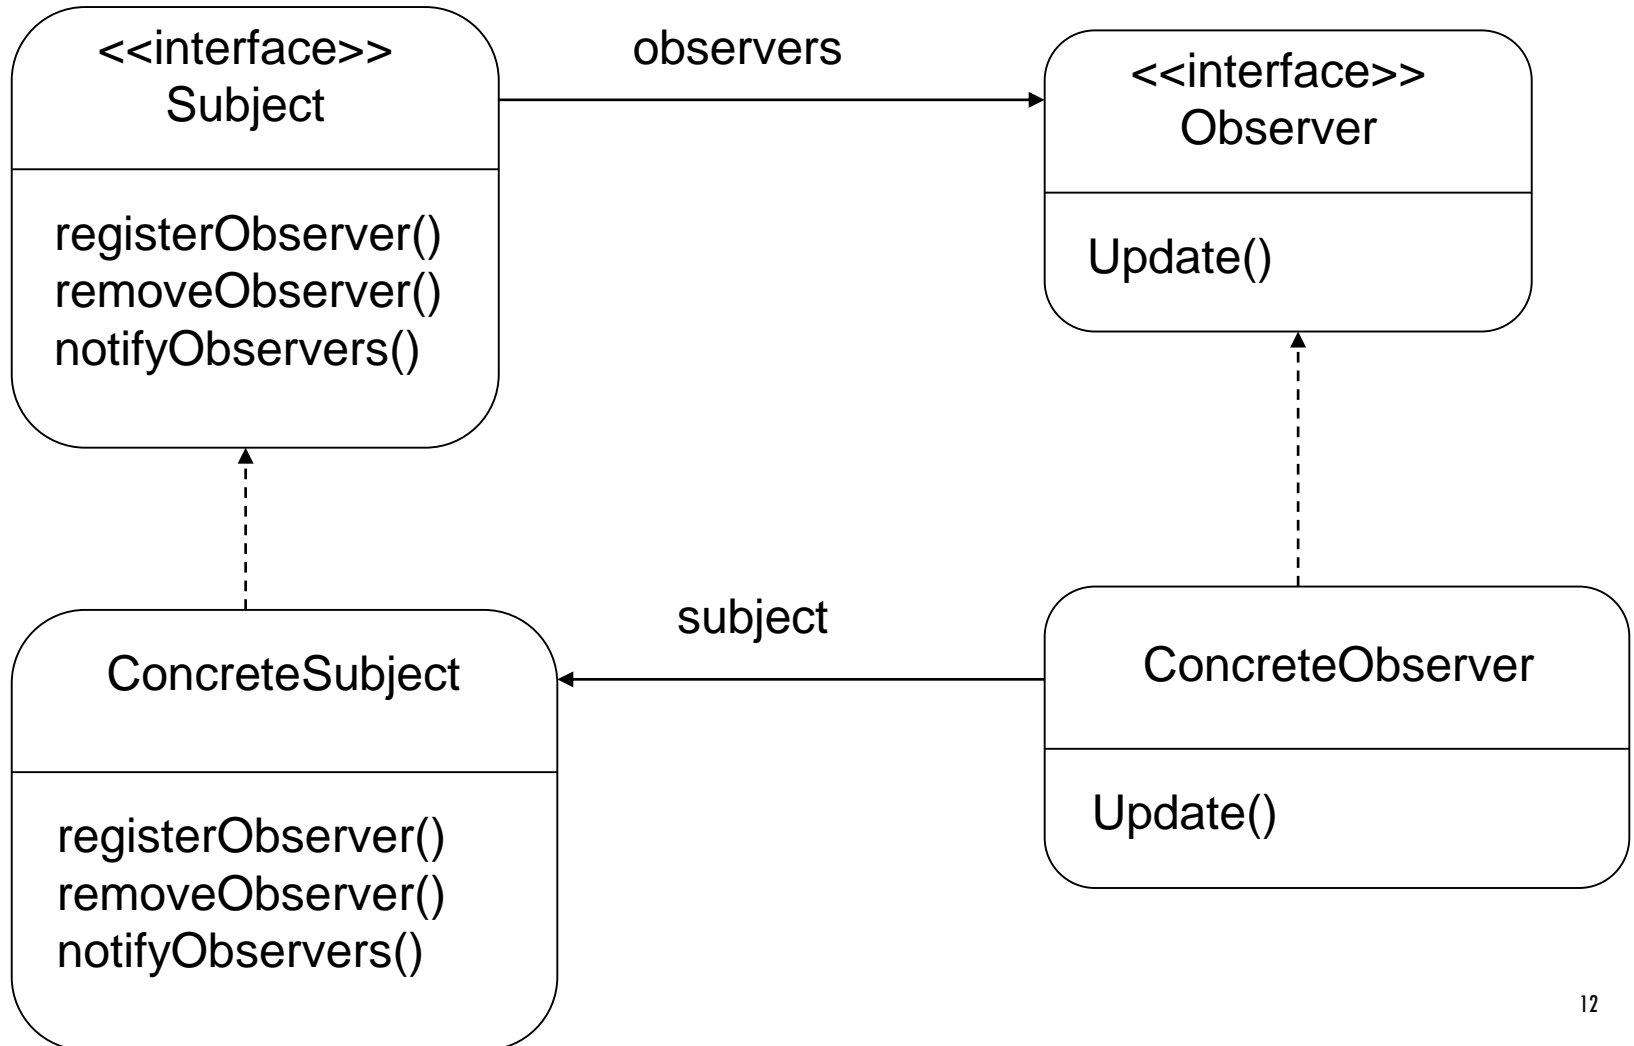 <<interface>>
Subject
registerObserver()
removeObserver()
notifyObservers()
observers
<<interface>>
Observer
Update()
ConcreteSubject
registerObserver()
removeObserver()
notifyObservers()
subject
ConcreteObserver
Update()
12